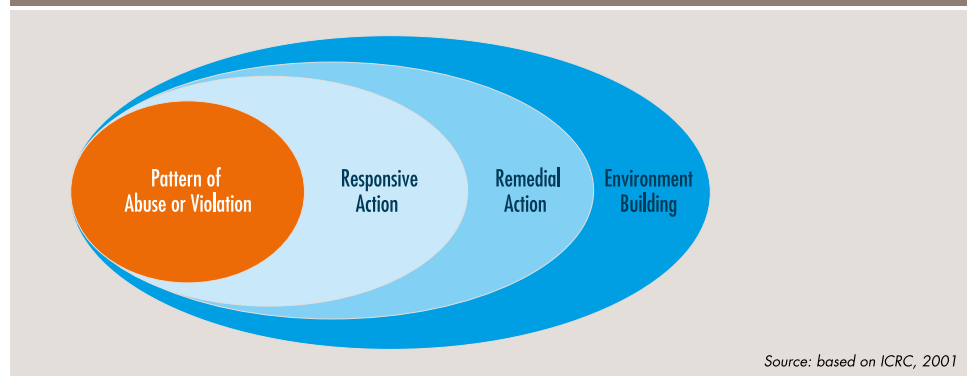 Pattern of
Abuse or Violation
Responsive
Action
Remedial
Action
Environment
Building
Source: based on ICRC, 2001